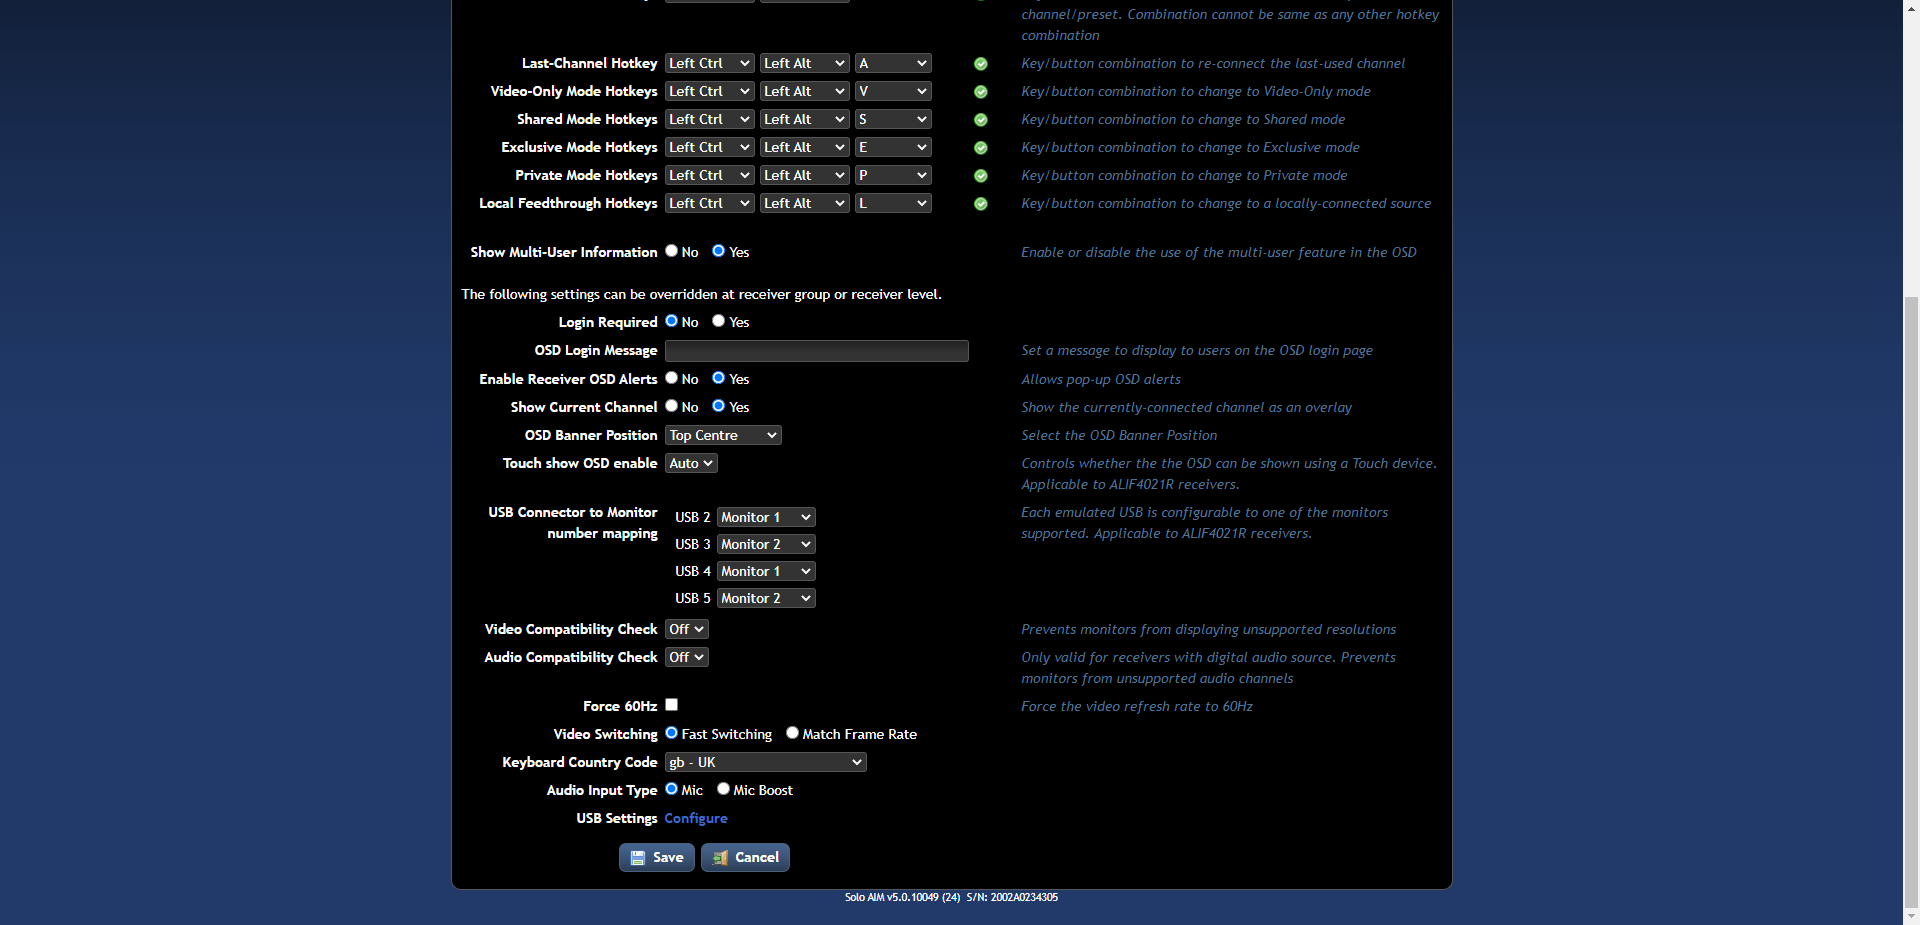 channel/preset. Combination cannot be same as any other hotkey
combination
Last-Channel Hotkey Left Ctrl Left Alt A Key/button combination to re-connect the last-used channel
Video-Only Mode Hotkeys Left Ctrl Left Alt V Key/button combination to change to Video-Only mode
Shared Mode Hotkeys Left Ctrl Left Alt S Key/button combination to change to Shared mode
Exclusive Mode Hotkeys Left Ctrl Left Alt E Key/button combination to change to Exclusive mode
Private Mode Hotkeys Left Ctrl Left Alt P Key/button combination to change to Private mode
Local Feedthrough Hotkeys Left Ctrl Left Alt L Key/button combination to change to a locally-connected source
Show Multi-User Information No Yes Enable or disable the use of the multi-user feature in the OSD
The following settings can be overridden at receiver group or receiver level.
Login Required No Yes
OSD Login Message Set a message to display to users on the OSD login page
Enable Receiver OSD Alerts No Yes Allows pop-up OSD alerts
Show Current Channel No Yes Show the currently-connected channel as an overlay
OSD Banner Position Top Centre Select the OSD Banner Position
Touch show OSD enable Auto Controls whether the the OSD can be shown using a Touch device.
Applicable to ALIF4021R receivers.
USB Connector to Monitor
number mapping
USB 2 Monitor 1
USB 3 Monitor 2
USB 4 Monitor 1
USB 5 Monitor 2
Each emulated USB is configurable to one of the monitors
supported. Applicable to ALIF4021R receivers.
Video Compatibility Check Off Prevents monitors from displaying unsupported resolutions
Audio Compatibility Check Off Only valid for receivers with digital audio source. Prevents
monitors from unsupported audio channels
Force 60Hz Force the video refresh rate to 60Hz
Video Switching Fast Switching Match Frame Rate
Keyboard Country Code gb - UK
Audio Input Type Mic Mic Boost
USB Settings Configure
Save Cancel
Solo AIM v5.0.10049 (24) S/N: 2002A0234305